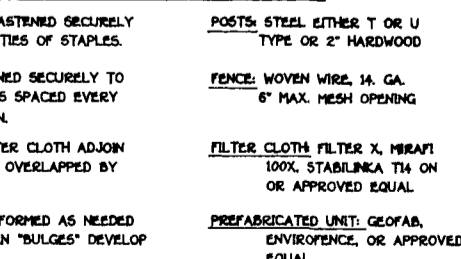 ASTENED SECURELY
TIES OF STAPLES.
NED SECURELY TO
S SPACED EVERY
N.
ER CLOTH ADJOIN
OVERLAPPED BY
FORMED AS NEEDED
N "BULGES" DEVELOP
POSTS: STEEL EITHER T OR U
TYPE OR 2" HARDWOOD
FENCE: WOVEN WIRE, 14. GA.
6" MAX. MESH OPENING
FILTER CLOTH: FILTER X, MIRAFI
100X, STABILINKA T14 ON
OR APPROVED EQUAL
PREFABRICATED UNIT: GEOFAB,
ENVIROFENCE, OR APPROVED
EQUAL